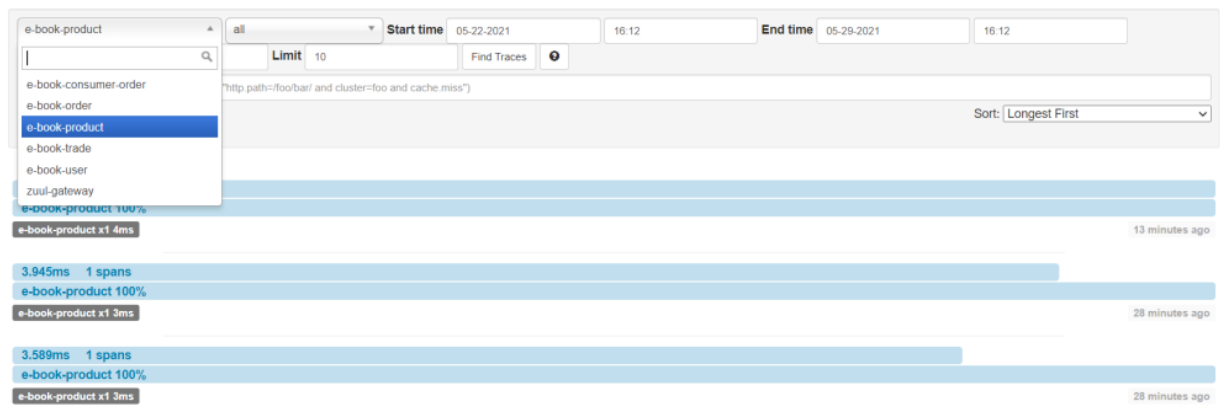 e-book-product all Start time 05-22-2021 16:12 End time 05-29-2021 16:12
Limit 10 Find Traces
"http.path=/foo/bar/ and cluster=foo and cache.miss")
Sort: Longest First
e-book-consumer-order
e-book-order
e-book-product
e-book-trade
e-book-user
zuul-gateway
e-book-product 100%
e-book-product x1 4ms 13 minutes ago
3.945ms 1 spans
e-book-product 100%
e-book-product x1 3ms 28 minutes ago
3.589ms 1 spans
e-book-product 100%
e-book-product x1 3ms 28 minutes ago